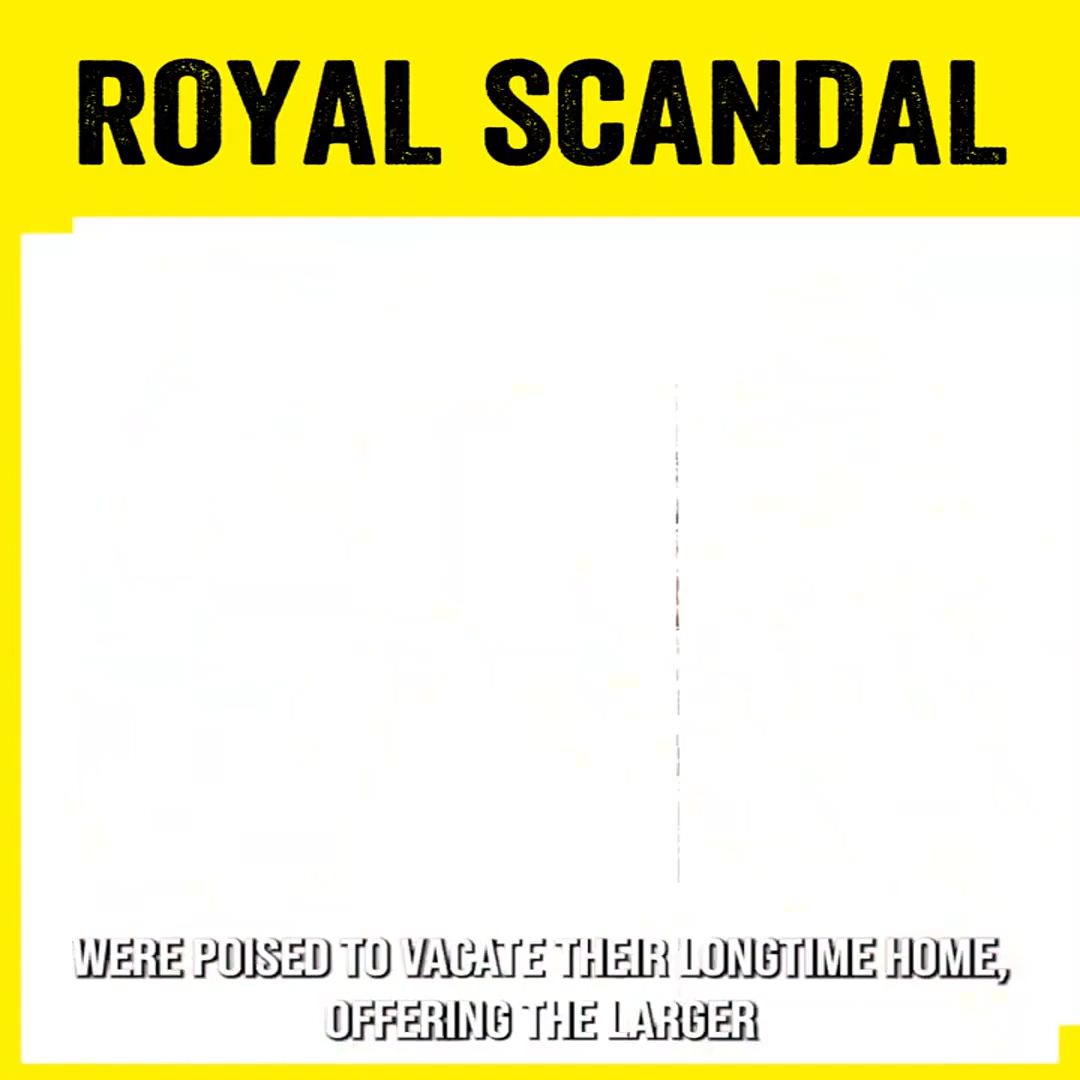 ROYAL SCANDAL
WERE POISED TO VACATE THEIR LONGTIME HOME,
OFFERING THE LARGER